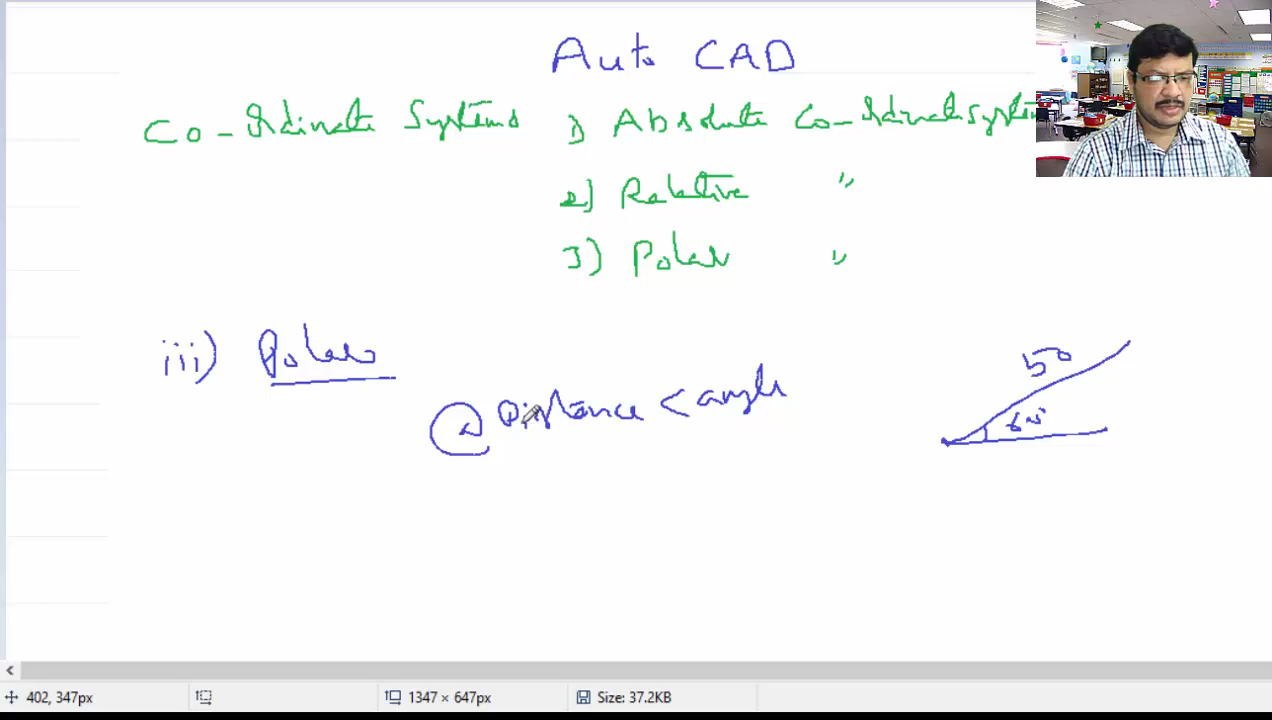 Auto CAD
Co-ordinate Systems 1) Absolute Co-ordinate System
2) Relative "
3) Polar "
iii) Polar
@Distance < angle
50
60°
402, 347px 1347 × 647px Size: 37.2KB